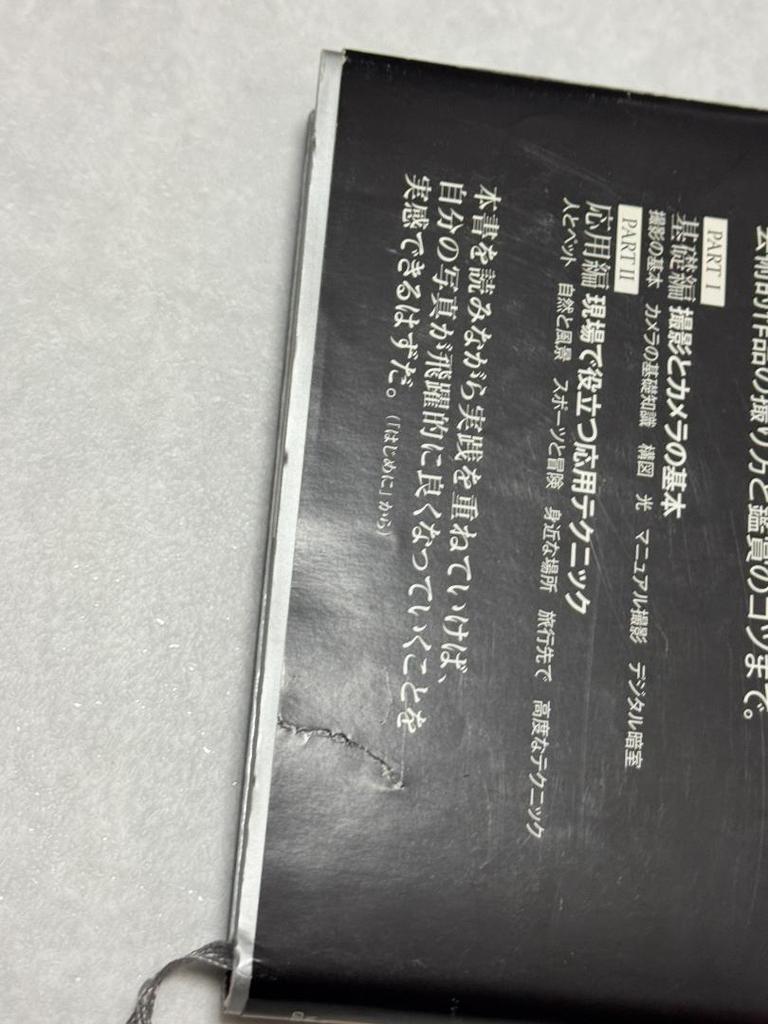 芸術的作品の撮り方と鑑賞のコツまで。
PART I
基礎編 撮影とカメラの基本
撮影の基本 カメラの基礎知識 構図 光 マニュアル撮影 デジタル暗室
PART II
応用編 現場で役立つ応用テクニック
人とペット 自然と風景 スポーツと冒険 身近な場所 旅行先で 高度なテクニック
本書を読みながら実践を重ねていけば、
自分の写真が飛躍的に良くなっていくことを
実感できるはずだ。(「はじめに」から)